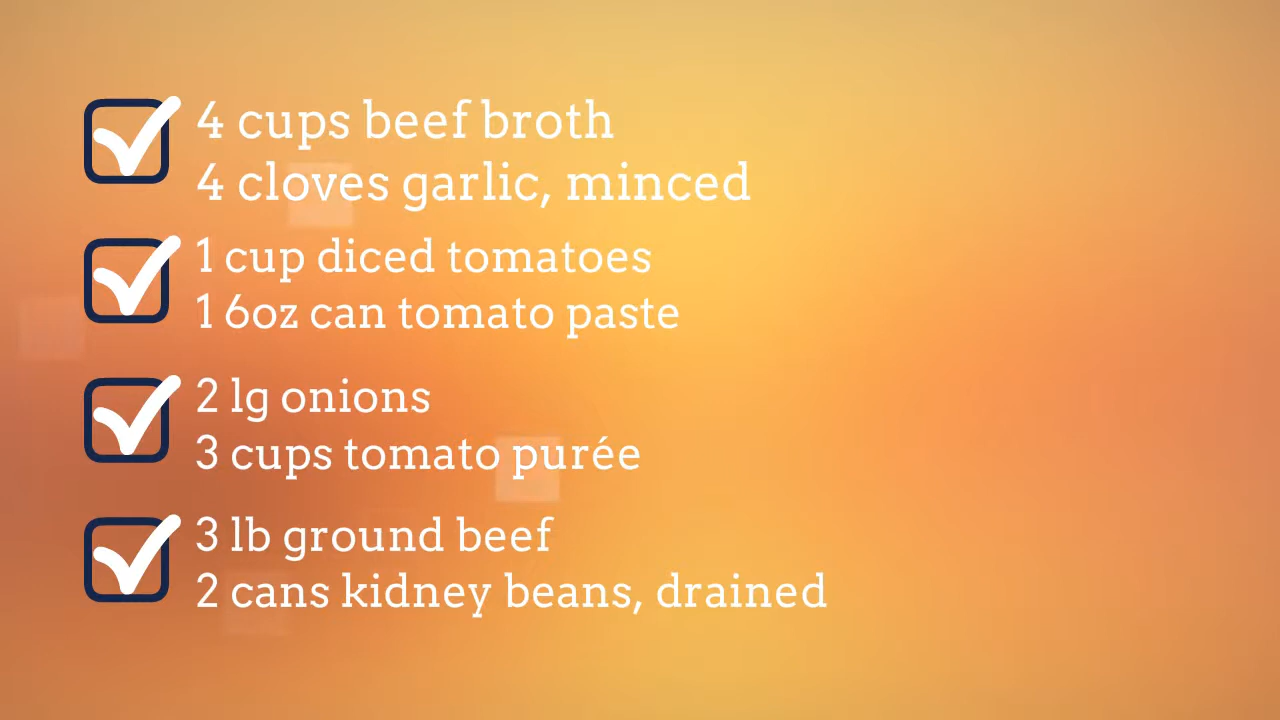 4 cups beef broth
4 cloves garlic, minced
1 cup diced tomatoes
1 6oz can tomato paste
2 lg onions
3 cups tomato purée
3 lb ground beef
2 cans kidney beans, drained